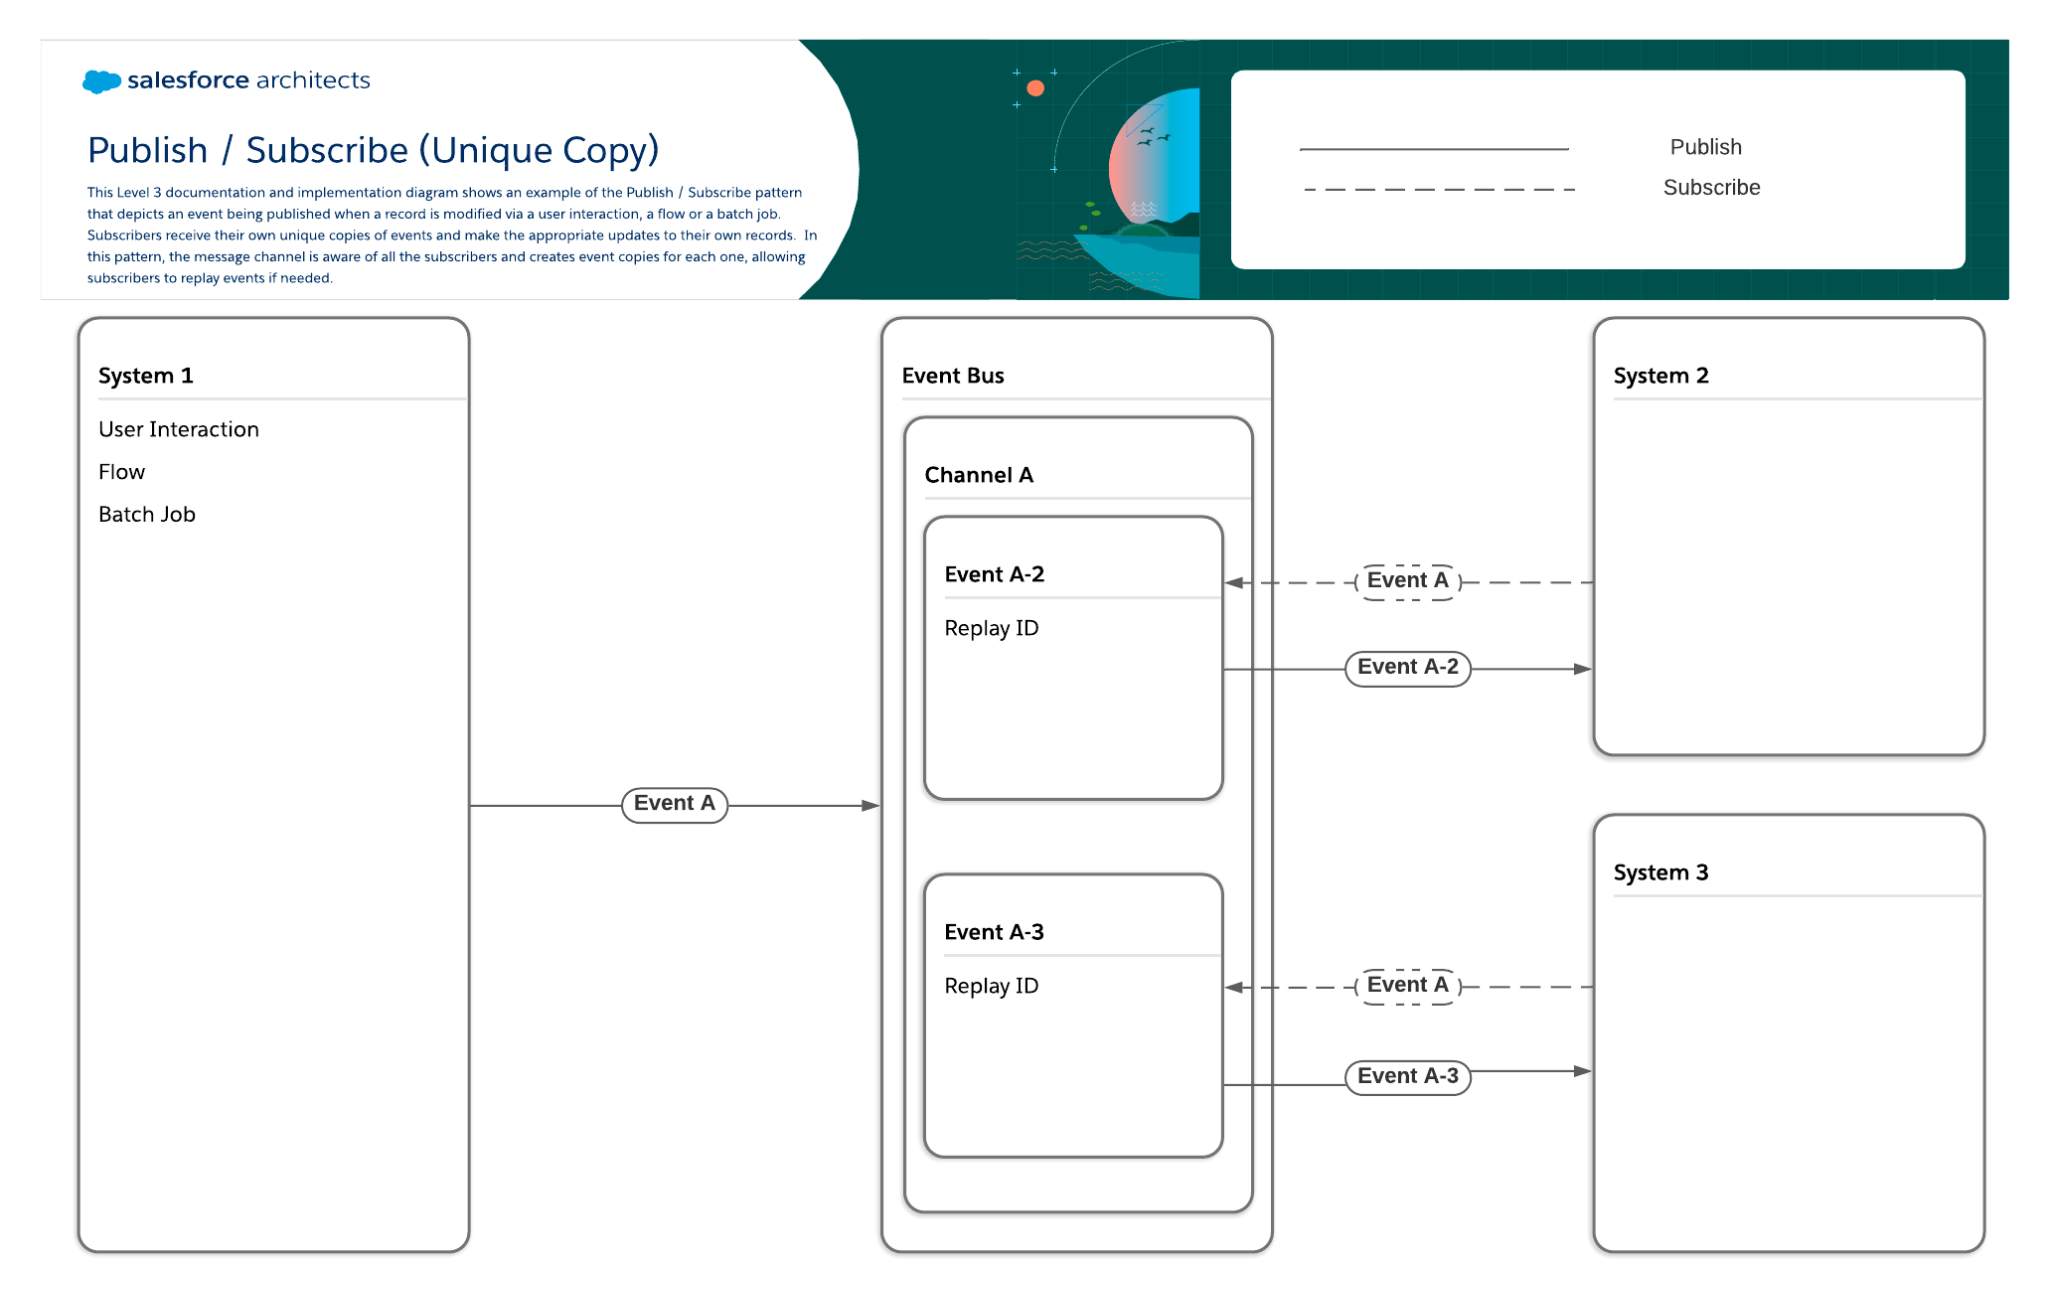 salesforce architects
Publish / Subscribe (Unique Copy)
This Level 3 documentation and implementation diagram shows an example of the Publish / Subscribe pattern
that depicts an event being published when a record is modified via a user interaction, a flow or a batch job.
Subscribers receive their own unique copies of events and make the appropriate updates to their own records.  In
this pattern, the message channel is aware of all the subscribers and creates event copies for each one, allowing
subscribers to replay events if needed.
Publish
Subscribe
System 1
User Interaction
Flow
Batch Job
Event A
Event Bus
Channel A
Event A-2
Replay ID
Event A-3
Replay ID
Event A
Event A-2
Event A
Event A-3
System 2
System 3